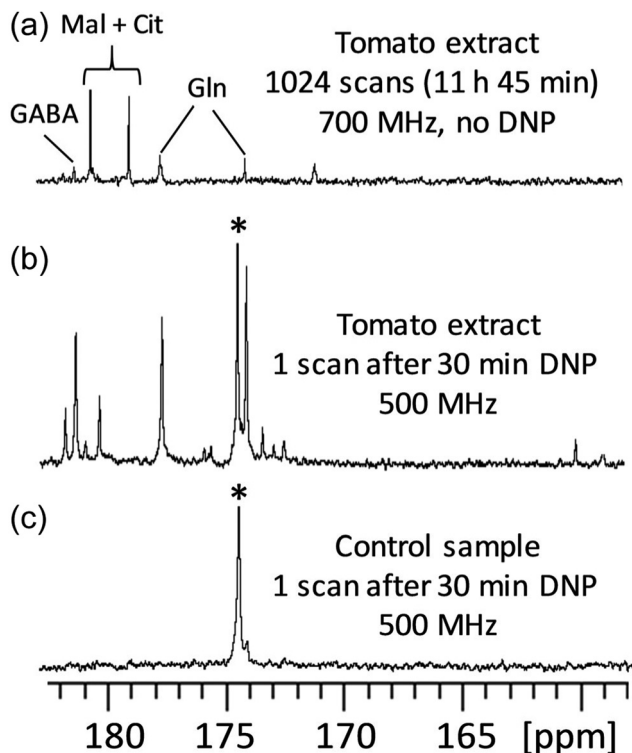 (a)
Mal + Cit
GABA
Gln
Tomato extract
1024 scans (11 h 45 min)
700 MHz, no DNP
(b)
*
Tomato extract
1 scan after 30 min DNP
500 MHz
(c)
*
Control sample
1 scan after 30 min DNP
500 MHz
180 175 170 165 [ppm]